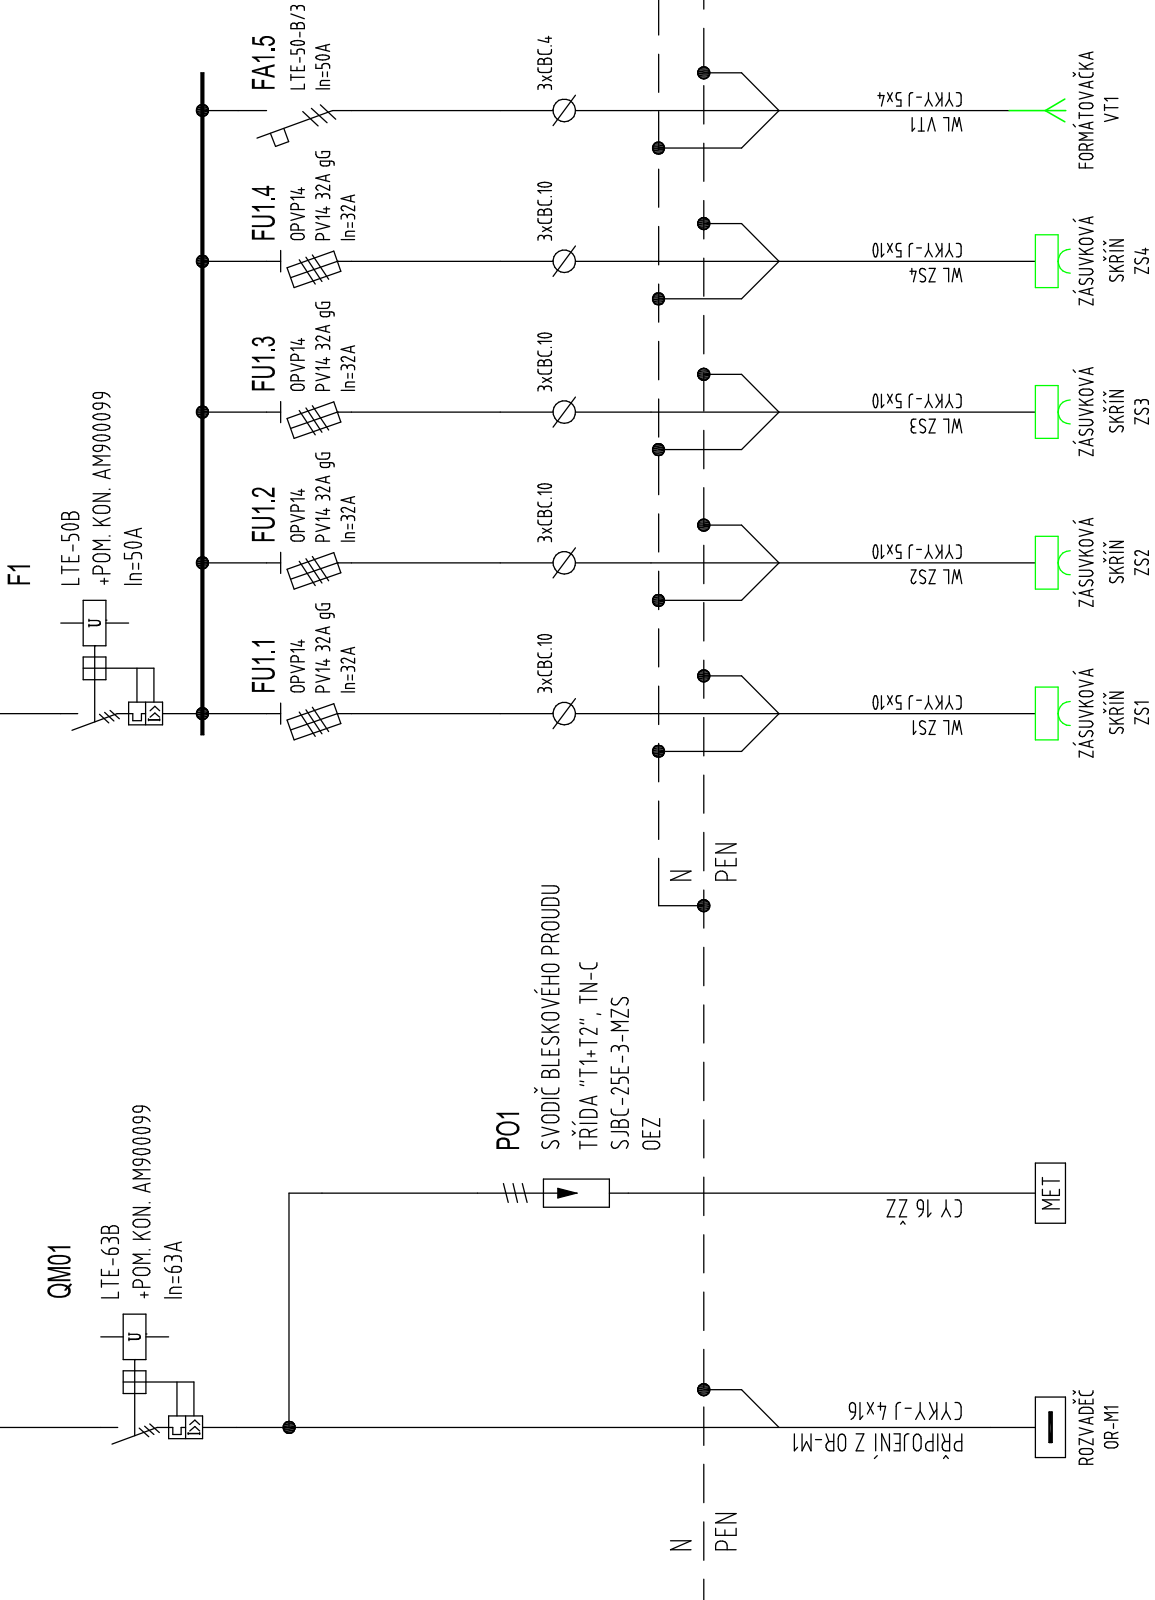 QM01
LTE-63B
+POM. KON. AM900099
In=63A
U
F1
LTE-50B
+POM. KON. AM900099
In=50A
U
FU1.1
OPVP14
PV14 32A gG
In=32A
FU1.2
OPVP14
PV14 32A gG
In=32A
FU1.3
OPVP14
PV14 32A gG
In=32A
FU1.4
OPVP14
PV14 32A gG
In=32A
FA1.5
LTE-50-B/3
In=50A
PO1
SVODIČ BLESKOVÉHO PROUDU
TŘÍDA "T1+T2", TN-C
SJBC-25E-3-MZS
OEZ
3xCBC.10
3xCBC.10
3xCBC.10
3xCBC.10
3xCBC.4
N
PEN
N
PEN
PŘIPOJENÍ Z OR-M1
CYKY-J 4x16
CY 16 ŽZ
WL ZS1
CYKY-J 5x10
WL ZS2
CYKY-J 5x10
WL ZS3
CYKY-J 5x10
WL ZS4
CYKY-J 5x10
WL VT1
CYKY-J 5x4
ROZVADĚČ
OR-M1
MET
ZÁSUVKOVÁ
SKŘÍŇ
ZS1
ZÁSUVKOVÁ
SKŘÍŇ
ZS2
ZÁSUVKOVÁ
SKŘÍŇ
ZS3
ZÁSUVKOVÁ
SKŘÍŇ
ZS4
FORMÁTOVAČKA
VT1